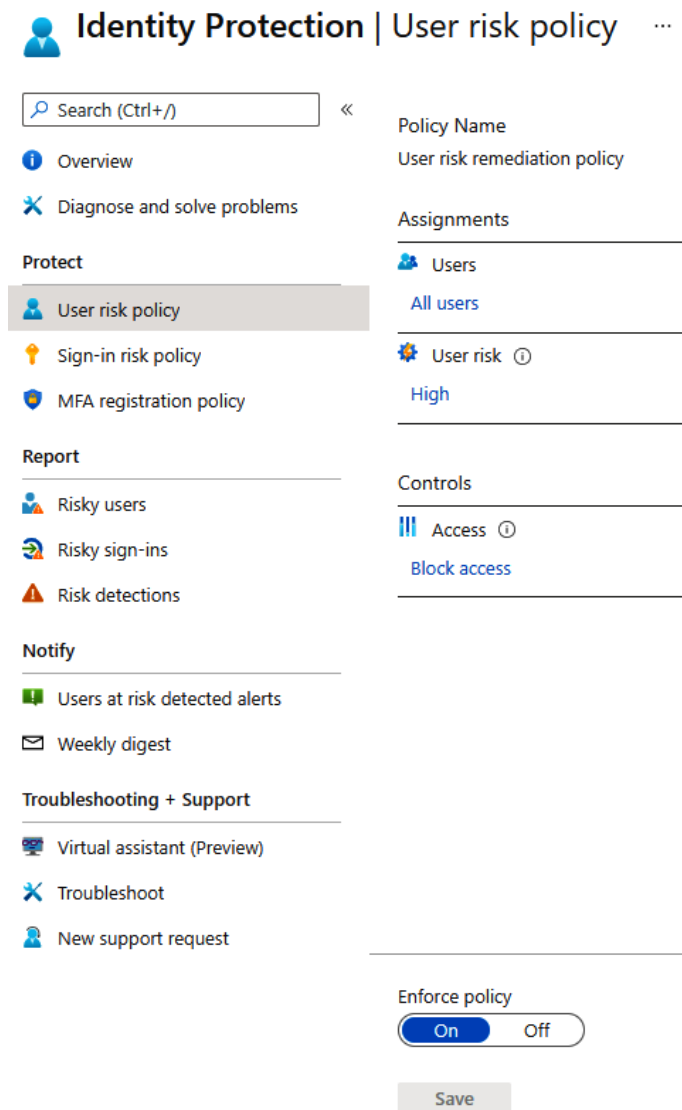 Identity Protection | User risk policy ...
Search (Ctrl+/)
«
Overview
Diagnose and solve problems
Protect
User risk policy
Sign-in risk policy
MFA registration policy
Report
Risky users
Risky sign-ins
Risk detections
Notify
Users at risk detected alerts
Weekly digest
Troubleshooting + Support
Virtual assistant (Preview)
Troubleshoot
New support request
Policy Name
User risk remediation policy
Assignments
Users
All users
User risk
High
Controls
Access
Block access
Enforce policy
On Off
Save